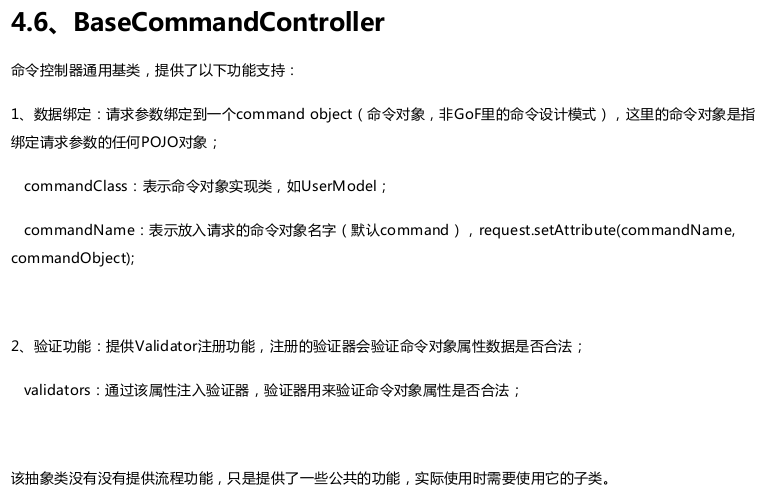 4.6、BaseCommandController
命令控制器通用基类，提供了以下功能支持：
1、数据绑定：请求参数绑定到一个command object（命令对象，非GoF里的命令设计模式），这里的命令对象是指
绑定请求参数的任何POJO对象；
commandClass：表示命令对象实现类，如UserModel；
commandName：表示放入请求的命令对象名字（默认command），request.setAttribute(commandName,
commandObject);
2、验证功能：提供Validator注册功能，注册的验证器会验证命令对象属性数据是否合法；
validators：通过该属性注入验证器，验证器用来验证命令对象属性是否合法；
该抽象类没有没有提供流程功能，只是提供了一些公共的功能，实际使用时需要使用它的子类。